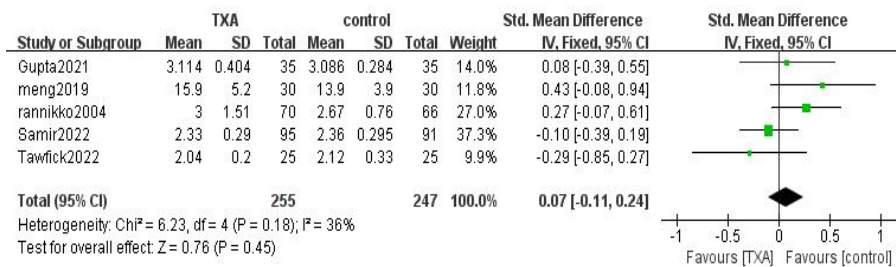 TXA control Std. Mean Difference Std. Mean Difference
Study or Subgroup Mean SD Total Mean SD Total Weight IV, Fixed, 95% CI IV, Fixed, 95% CI
Gupta2021 3.114 0.404 35 3.086 0.284 35 14.0% 0.08 [-0.39, 0.55]
meng2019 15.9 5.2 30 13.9 3.9 30 11.8% 0.43 [-0.08, 0.94]
rannikko2004 3 1.51 70 2.67 0.76 66 27.0% 0.27 [-0.07, 0.61]
Samir2022 2.33 0.29 95 2.36 0.295 91 37.3% -0.10 [-0.39, 0.19]
Tawfick2022 2.04 0.2 25 2.12 0.33 25 9.9% -0.29 [-0.85, 0.27]
Total (95% CI) 255 247 100.0% 0.07 [-0.11, 0.24]
Heterogeneity: Chi² = 6.23, df = 4 (P = 0.18); I² = 36%
Test for overall effect: Z = 0.76 (P = 0.45)
-1 -0.5 0 0.5 1
Favours [TXA] Favours [control]